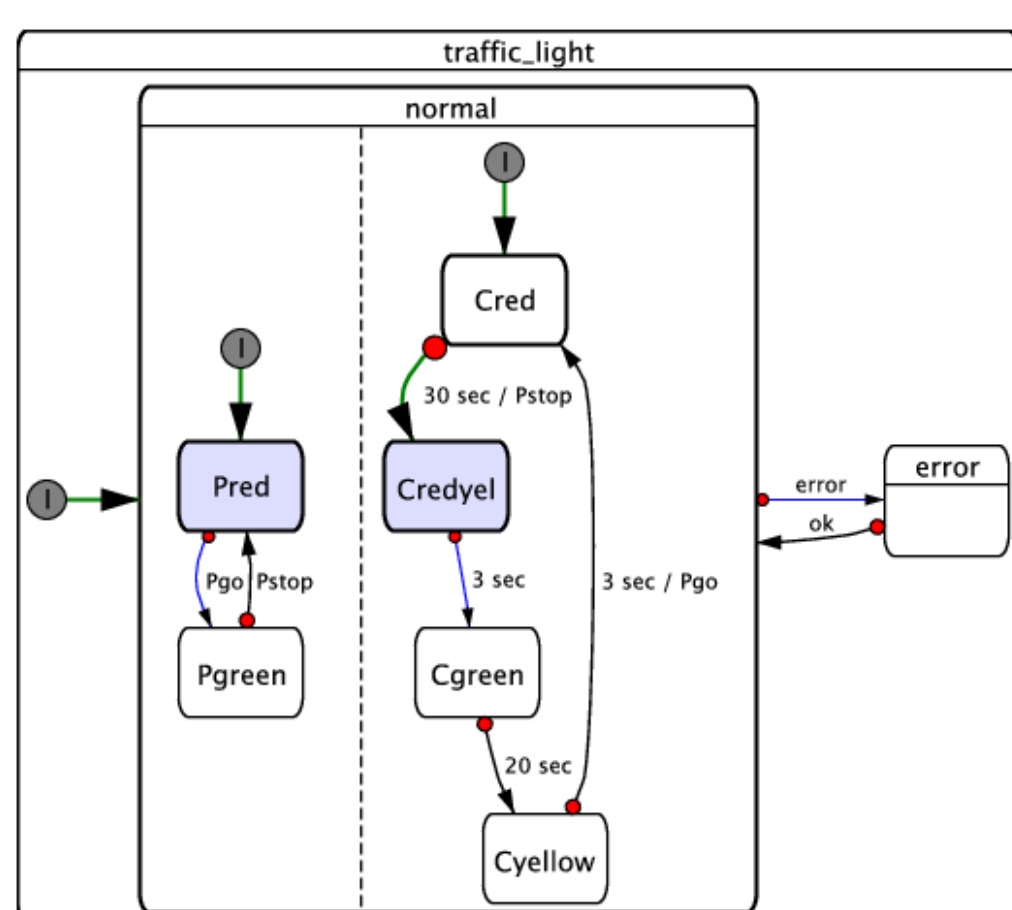 traffic_light
normal
I
Cred
I
30 sec / Pstop
Pred
Credyel
I
error
error
ok
Pgo
Pstop
3 sec
3 sec / Pgo
Pgreen
Cgreen
20 sec
Cyellow